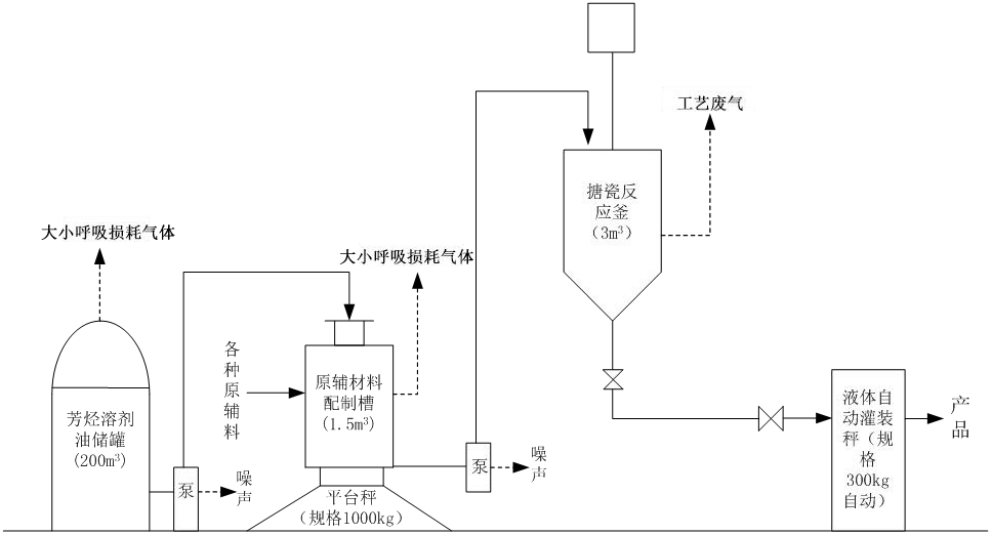 工艺废气
搪瓷反
应釜
（3m³）
大小呼吸损耗气体
大小呼吸损耗气体
各种原辅料
原辅材料
配制槽
（1.5m³）
芳烃溶剂
油储罐
（200m³）
泵
噪声
平台秤
（规格1000kg）
泵
噪声
液体自
动灌装
秤（规
格
300kg
自动）
产品